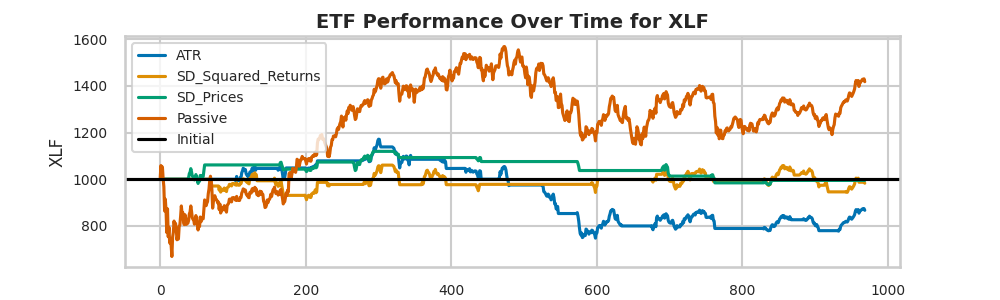 ETF Performance Over Time for XLF
1600
1400
1200
1000
800
XLF
ATR
SD_Squared_Returns
SD_Prices
Passive
Initial
0 200 400 600 800 1000